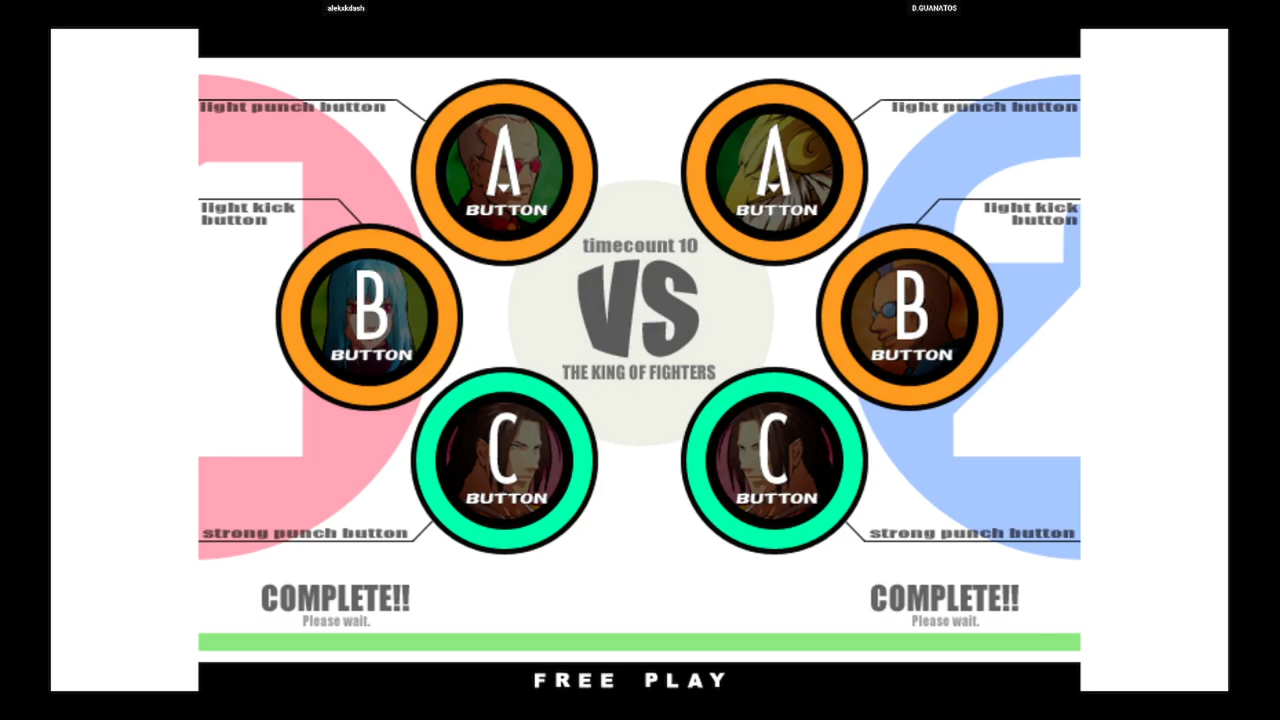 alekxkdash
D.GUANATOS
light punch button
light punch button
A
BUTTON
A
BUTTON
light kick
button
light kick
button
timecount 10
VS
THE KING OF FIGHTERS
B
BUTTON
B
BUTTON
C
BUTTON
C
BUTTON
strong punch button
strong punch button
COMPLETE!!
Please wait.
COMPLETE!!
Please wait.
FREE PLAY